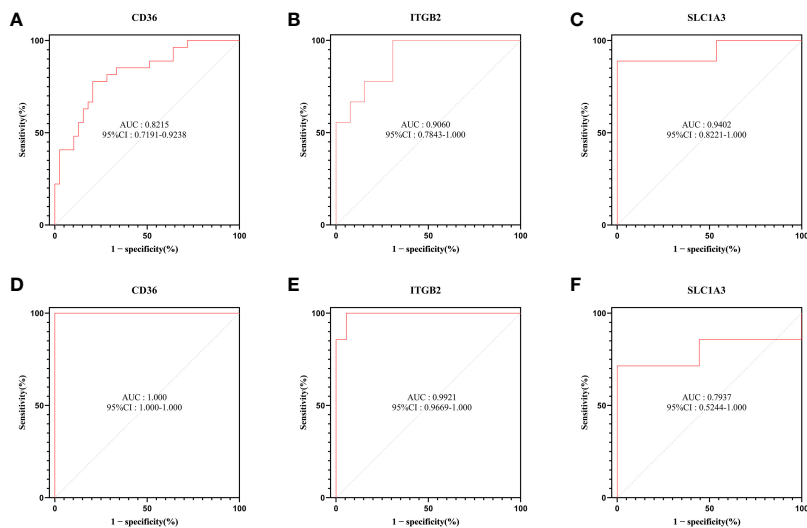 A
CD36
100
50
0
Sensitivity(%)
AUC : 0.8215
95%CI : 0.7191-0.9238
0 50 100
1 − specificity(%)
B
ITGB2
100
50
0
Sensitivity(%)
AUC : 0.9060
95%CI : 0.7843-1.000
0 50 100
1 − specificity(%)
C
SLC1A3
100
50
0
Sensitivity(%)
AUC : 0.9402
95%CI : 0.8221-1.000
0 50 100
1 − specificity(%)
D
CD36
100
50
0
Sensitivity(%)
AUC : 1.000
95%CI : 1.000-1.000
0 50 100
1 − specificity(%)
E
ITGB2
100
50
0
Sensitivity(%)
AUC : 0.9921
95%CI : 0.9669-1.000
0 50 100
1 − specificity(%)
F
SLC1A3
100
50
0
Sensitivity(%)
AUC : 0.7937
95%CI : 0.5244-1.000
0 50 100
1 − specificity(%)